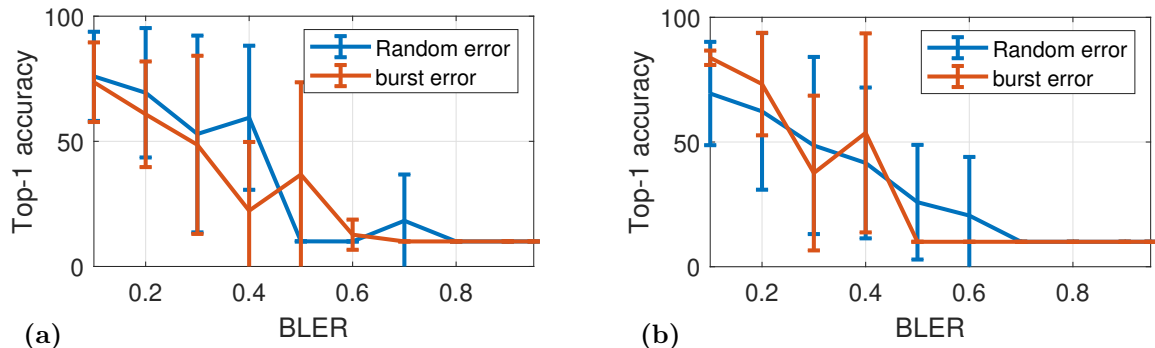 100
50
0
Top-1 accuracy
Random error
burst error
0.2 0.4 0.6 0.8
BLER
(a)
100
50
0
Top-1 accuracy
Random error
burst error
0.2 0.4 0.6 0.8
BLER
(b)